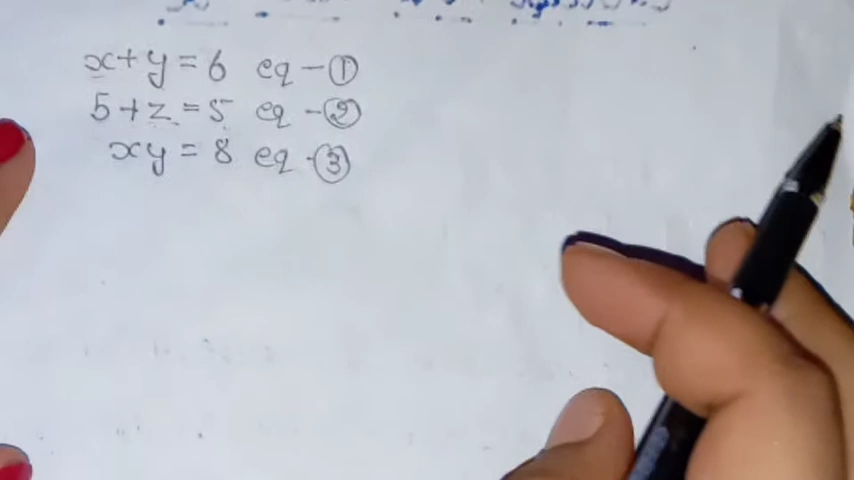 x+y=6 eq-①
5+z=5 eq-②
xy=8 eq-③